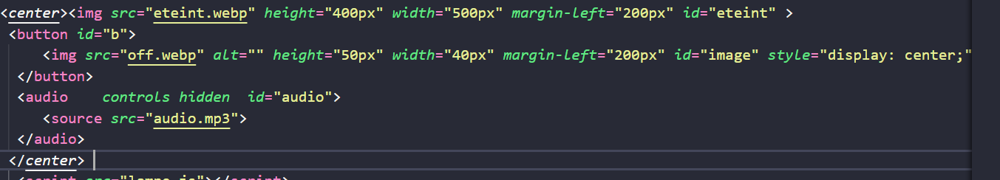 <center><img src="eteint.webp" height="400px" width="500px" margin-left="200px" id="eteint" >
<button id="b">
<img src="off.webp" alt="" height="50px" width="40px" margin-left="200px" id="image" style="display: center;"
</button>
<audio    controls hidden  id="audio">
<source src="audio.mp3">
</audio>
</center>
<script src="lampe.js"></script>